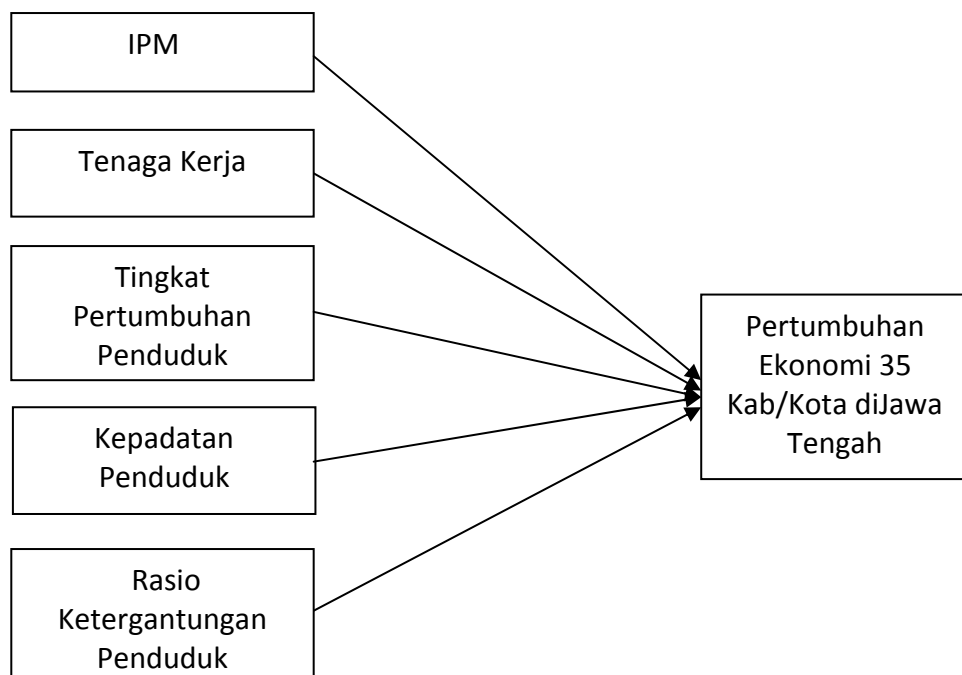 IPM
Tenaga Kerja
Tingkat
Pertumbuhan
Penduduk
Kepadatan
Penduduk
Rasio
Ketergantungan
Penduduk
Pertumbuhan
Ekonomi 35
Kab/Kota diJawa
Tengah